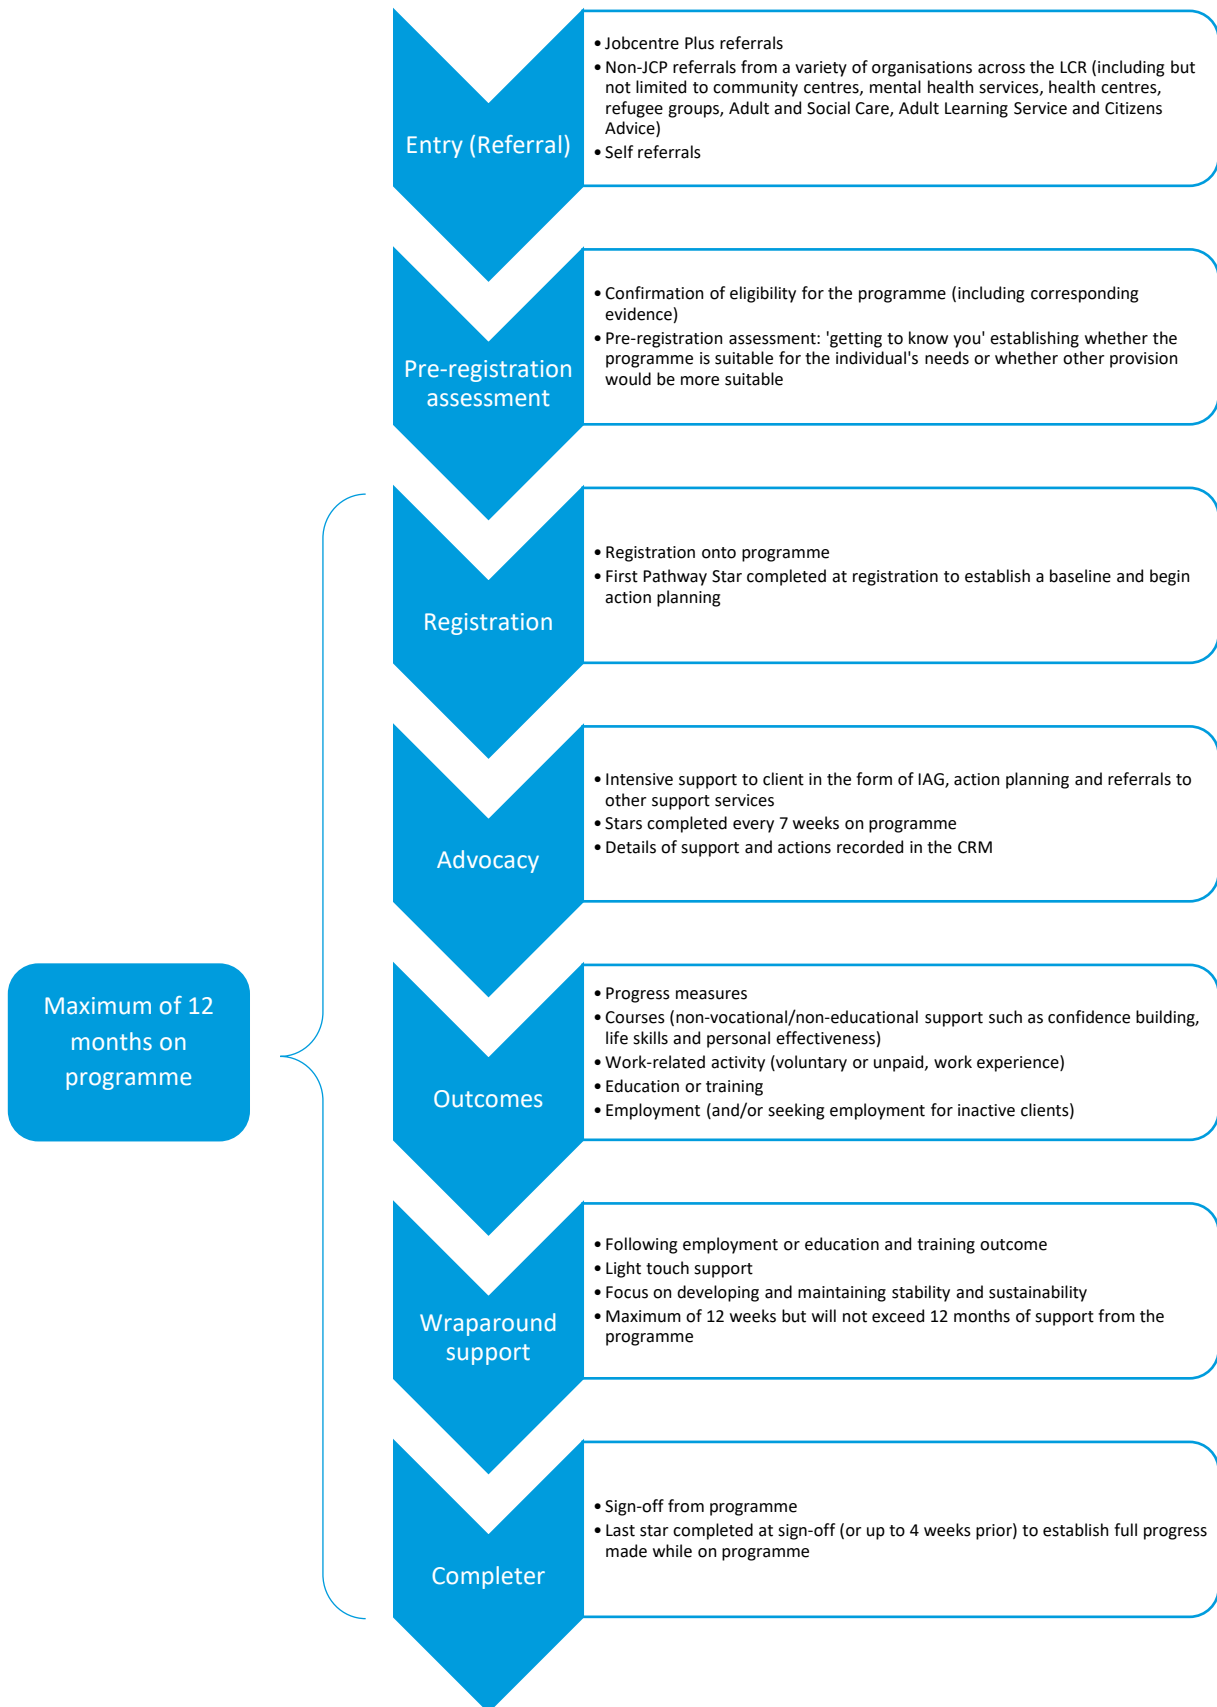 Entry (Referral)
• Jobcentre Plus referrals
• Non-JCP referrals from a variety of organisations across the LCR (including but
not limited to community centres, mental health services, health centres,
refugee groups, Adult and Social Care, Adult Learning Service and Citizens
Advice)
• Self referrals
Pre-registration
assessment
• Confirmation of eligibility for the programme (including corresponding
evidence)
• Pre-registration assessment: 'getting to know you' establishing whether the
programme is suitable for the individual's needs or whether other provision
would be more suitable
Maximum of 12
months on
programme
Registration
• Registration onto programme
• First Pathway Star completed at registration to establish a baseline and begin
action planning
Advocacy
• Intensive support to client in the form of IAG, action planning and referrals to
other support services
• Stars completed every 7 weeks on programme
• Details of support and actions recorded in the CRM
Outcomes
• Progress measures
• Courses (non-vocational/non-educational support such as confidence building,
life skills and personal effectiveness)
• Work-related activity (voluntary or unpaid, work experience)
• Education or training
• Employment (and/or seeking employment for inactive clients)
Wraparound
support
• Following employment or education and training outcome
• Light touch support
• Focus on developing and maintaining stability and sustainability
• Maximum of 12 weeks but will not exceed 12 months of support from the
programme
Completer
• Sign-off from programme
• Last star completed at sign-off (or up to 4 weeks prior) to establish full progress
made while on programme